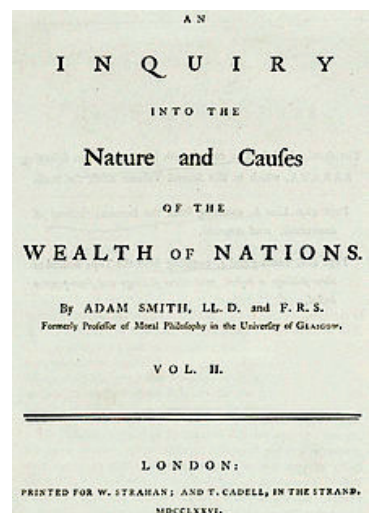 AN
INQUIRY
INTO THE
Nature and Cauſes
OF THE
WEALTH OF NATIONS.
By ADAM SMITH, LL. D. and F. R. S.
Formerly Profeſſor of Moral Philoſophy in the Univerſity of GLASGOW.
VOL. II.
LONDON:
PRINTED FOR W. STRAHAN; AND T. CADELL, IN THE STRAND.
MDCCLXXVI.